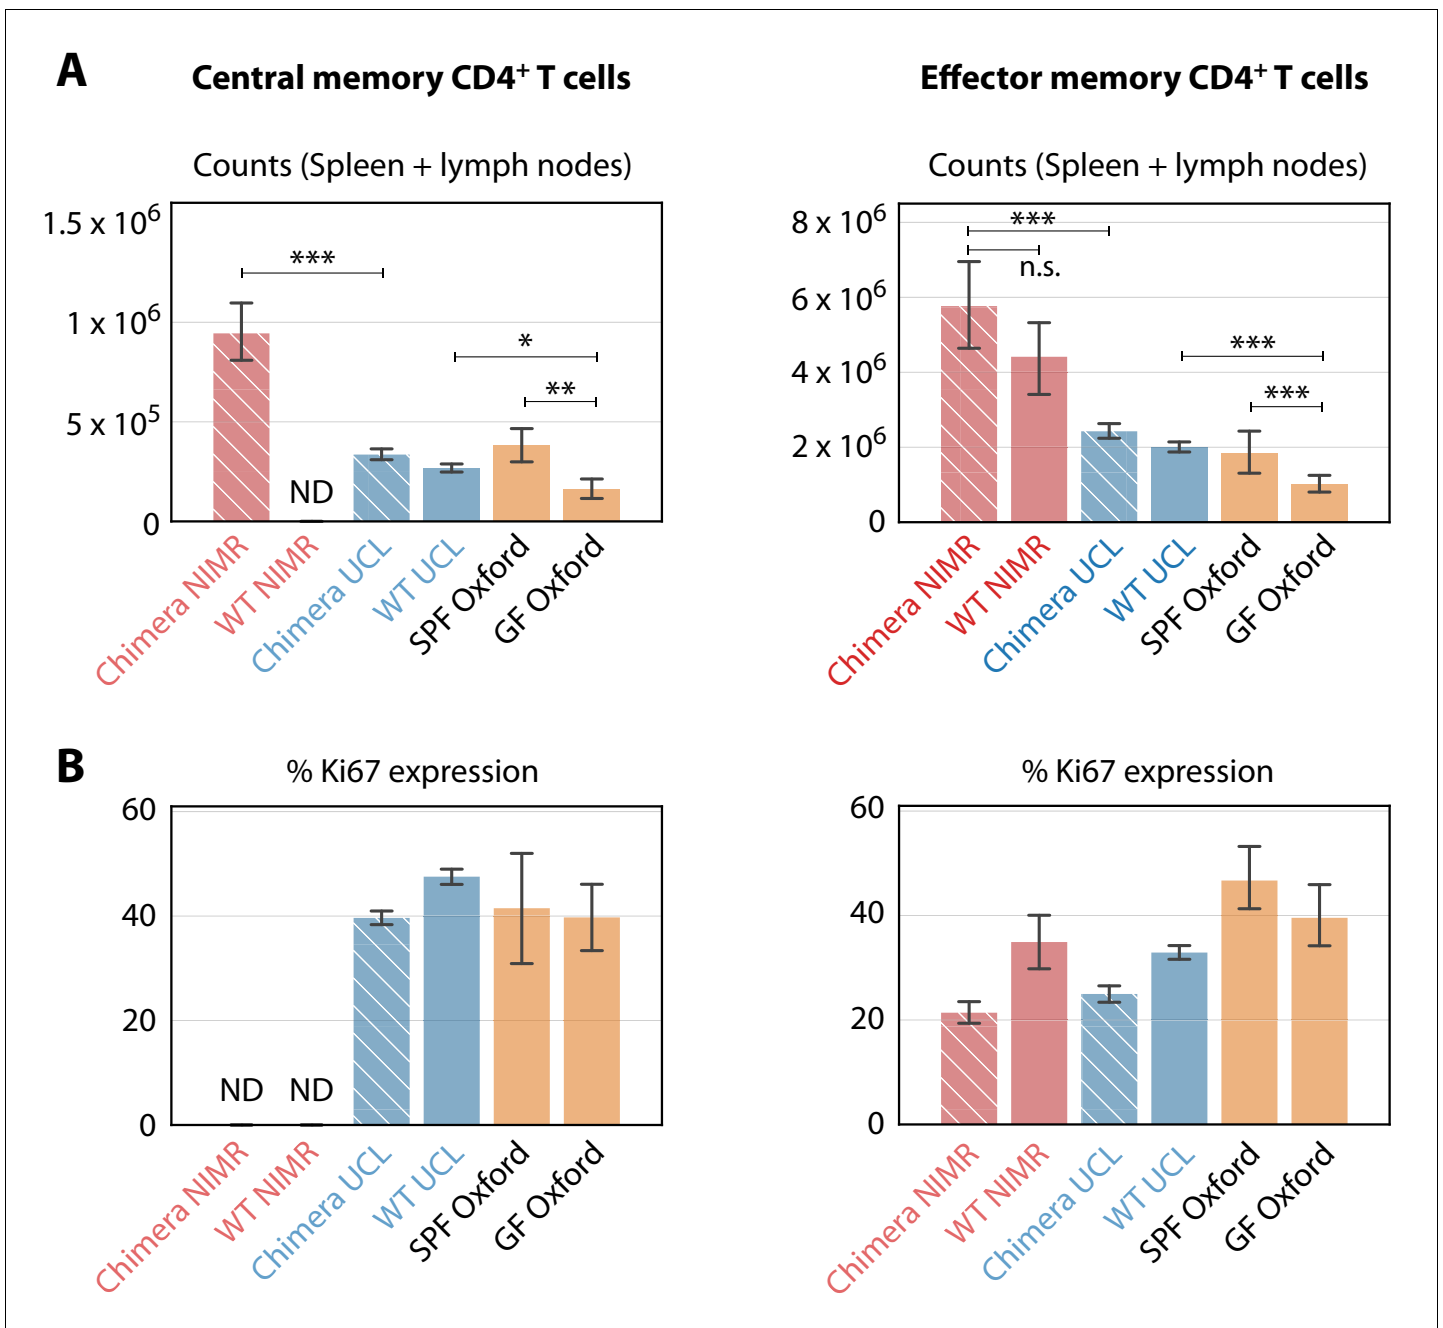 A
Central memory CD4⁺ T cells
Effector memory CD4⁺ T cells
Counts (Spleen + lymph nodes)
1.5 x 10⁶
1 x 10⁶
5 x 10⁵
0
***
*
**
ND
Chimera NIMR
WT NIMR
Chimera UCL
WT UCL
SPF Oxford
GF Oxford
Counts (Spleen + lymph nodes)
8 x 10⁶
6 x 10⁶
4 x 10⁶
2 x 10⁶
0
***
n.s.
***
***
Chimera NIMR
WT NIMR
Chimera UCL
WT UCL
SPF Oxford
GF Oxford
B
% Ki67 expression
60
40
20
0
ND
ND
Chimera NIMR
WT NIMR
Chimera UCL
WT UCL
SPF Oxford
GF Oxford
% Ki67 expression
60
40
20
0
Chimera NIMR
WT NIMR
Chimera UCL
WT UCL
SPF Oxford
GF Oxford